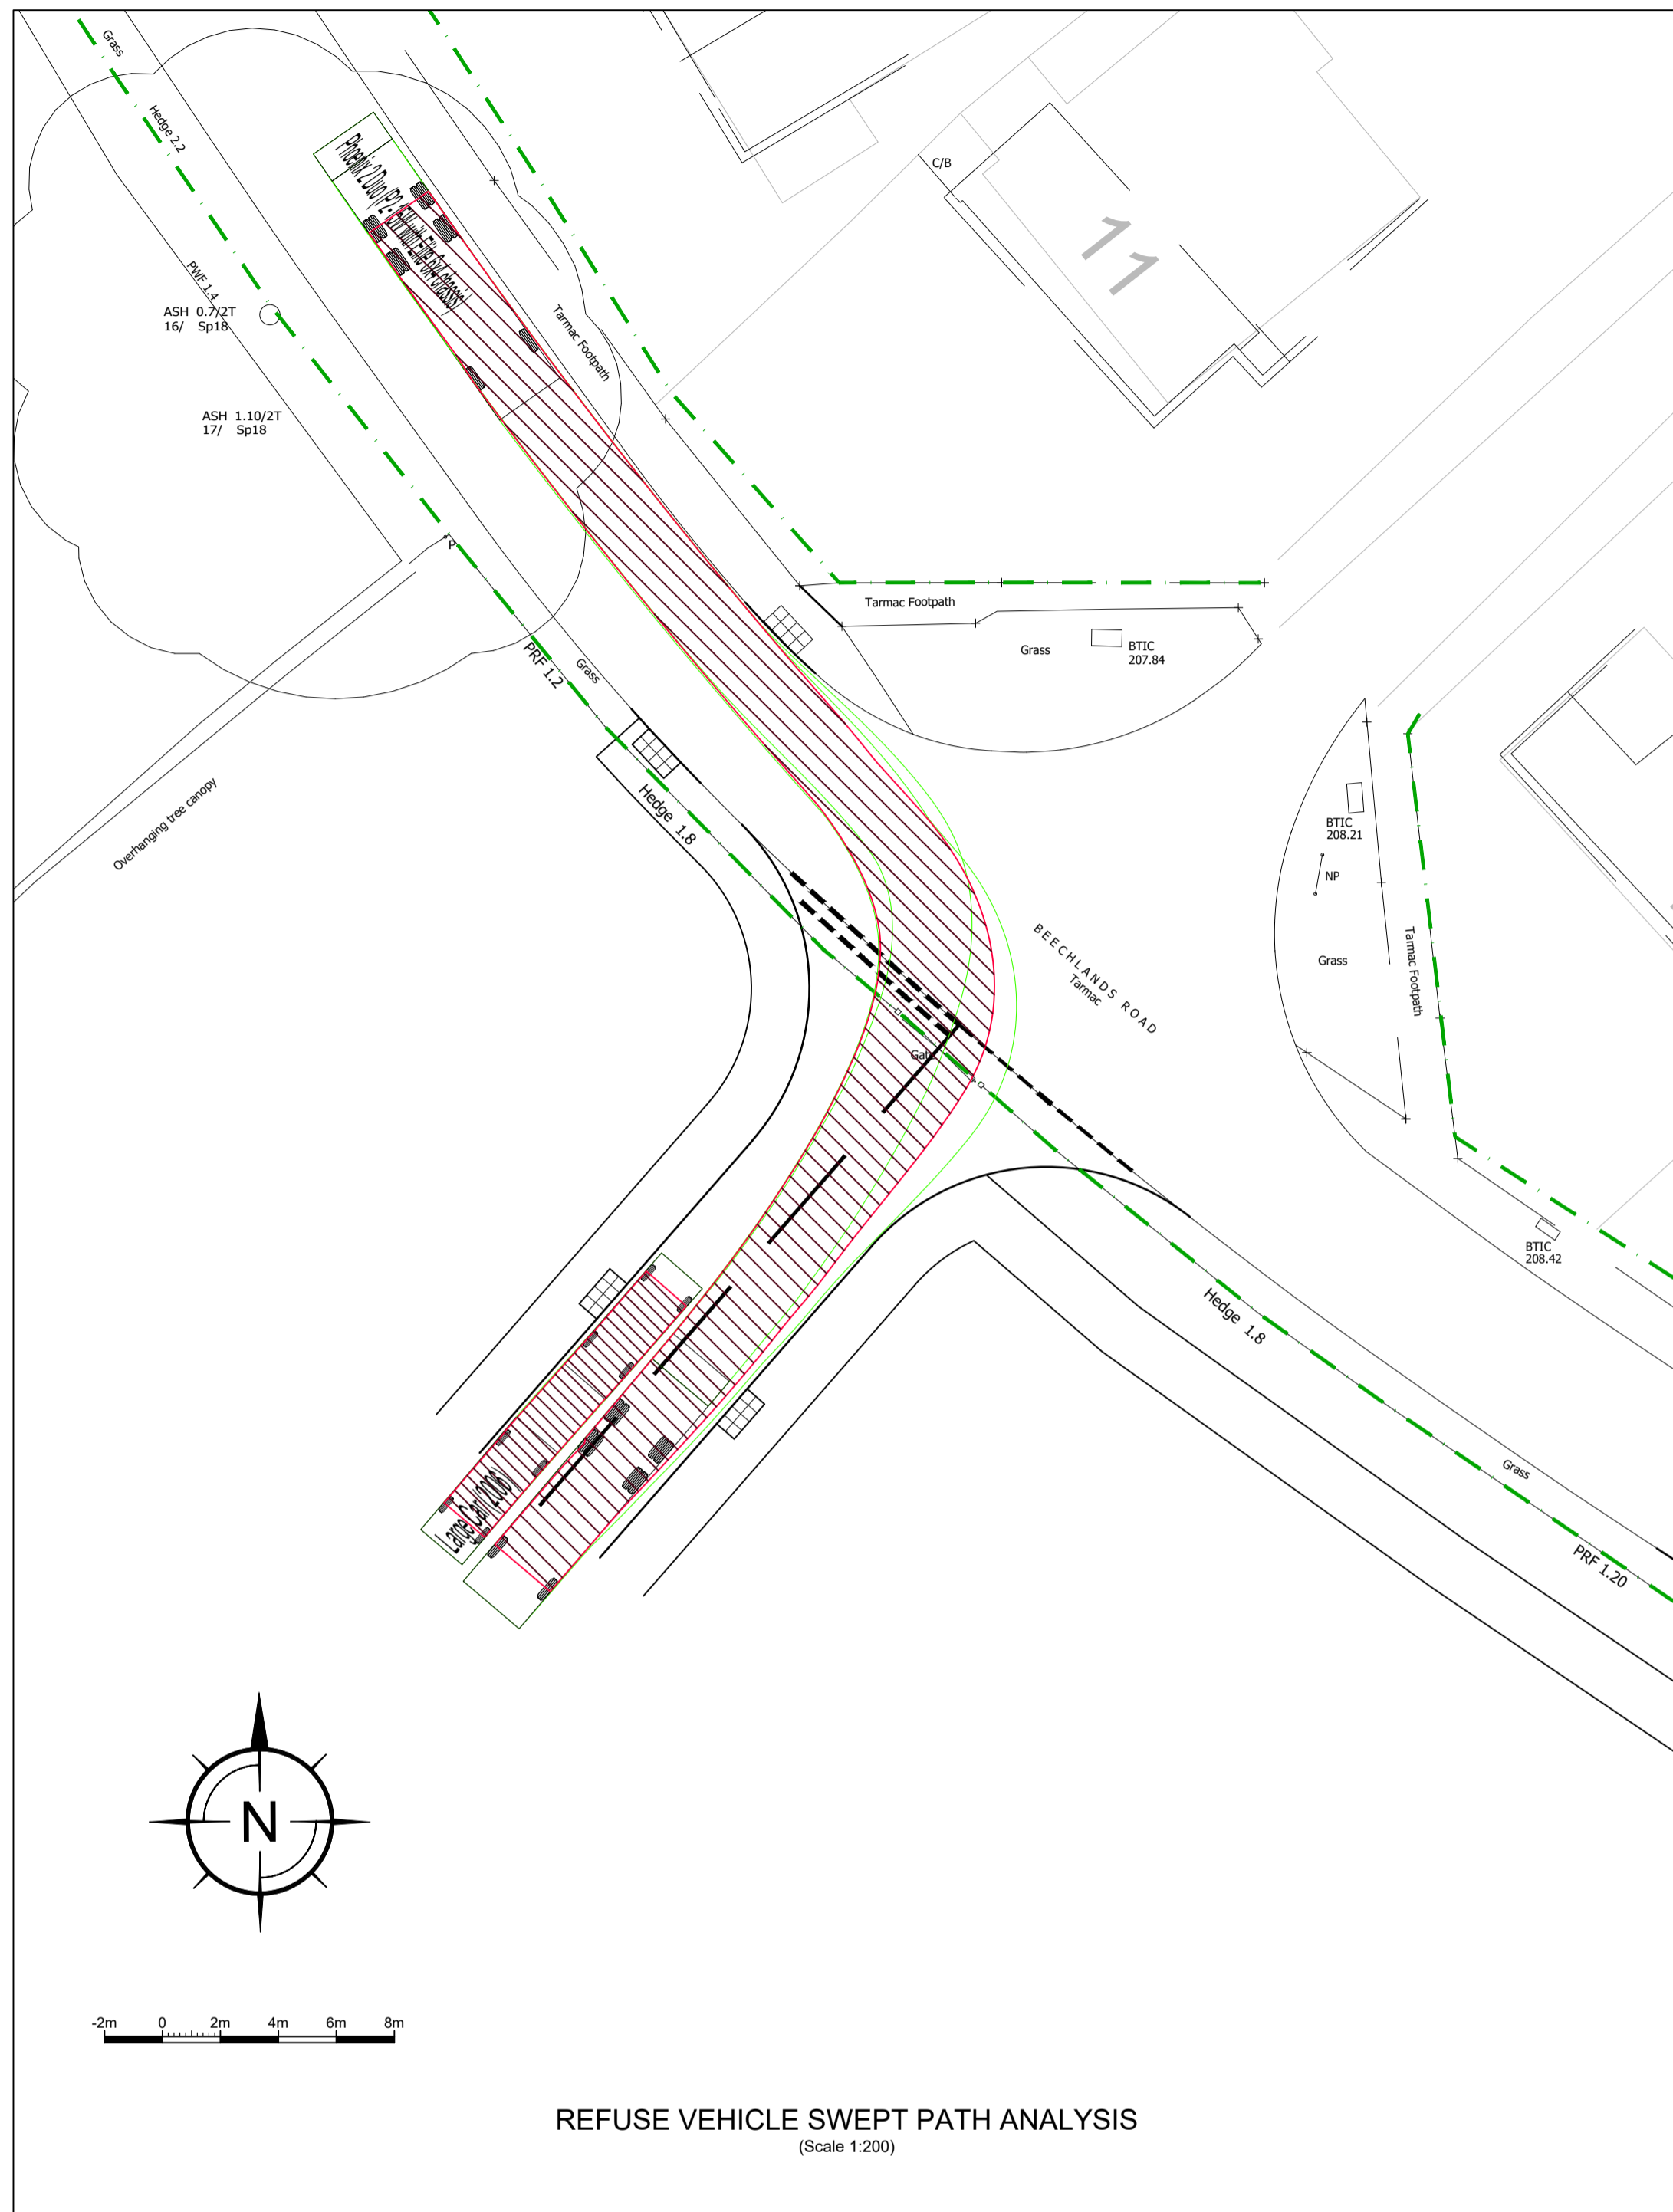 Grass
Hedge 2.2
PWF 1.4
ASH 0.7/2T
16/ Sp18
ASH 1.10/2T
17/ Sp18
Tarmac Footpath
C/B
11
P
PRF 1.2
Grass
Tarmac Footpath
Grass
BTIC
207.84
Overhanging tree canopy
Hedge 1.8
BTIC
208.21
NP
Grass
Tarmac Footpath
BEECHLANDS ROAD
Tarmac
Gate
BTIC
208.42
Hedge 1.8
Grass
PRF 1.20
Large Car (2006)
N
-2m 0 2m 4m 6m 8m
REFUSE VEHICLE SWEPT PATH ANALYSIS
(Scale 1:200)